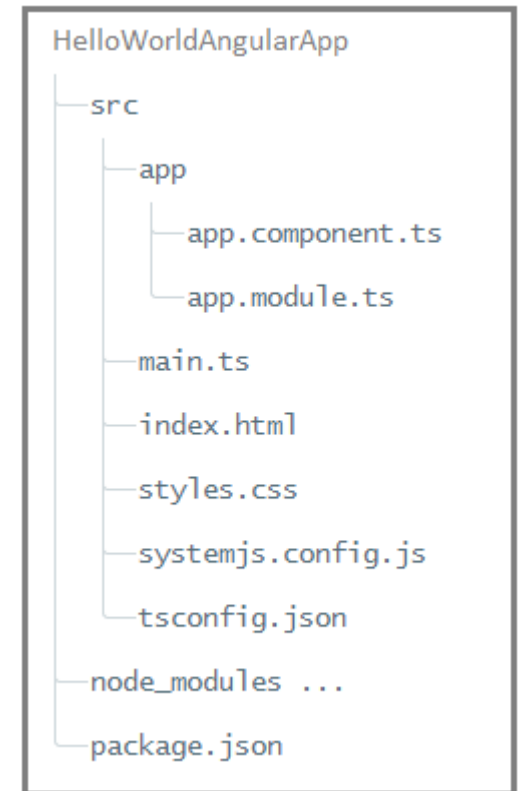 HelloWorldAngularApp
src
app
app.component.ts
app.module.ts
main.ts
index.html
styles.css
systemjs.config.js
tsconfig.json
node_modules ...
package.json